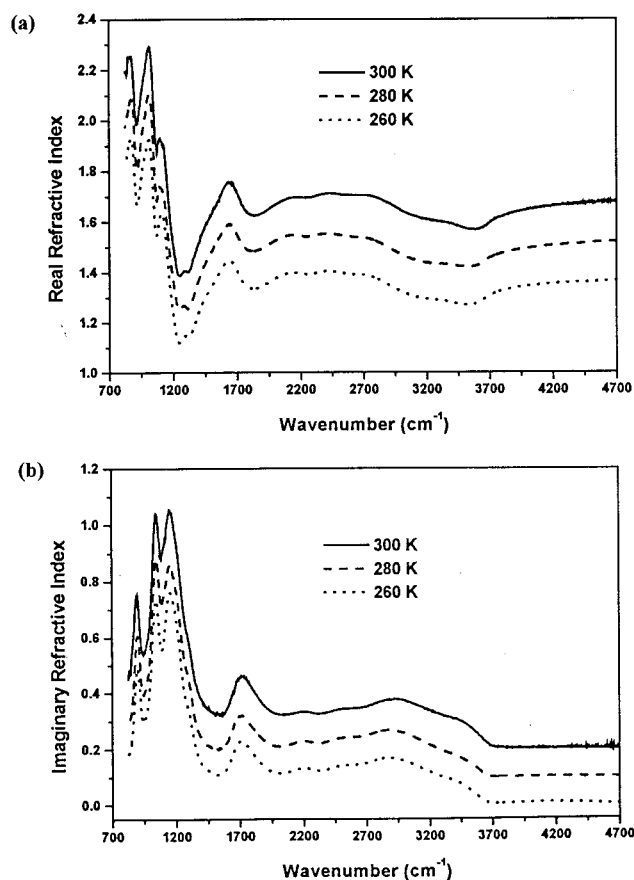 (a)
2.4
2.2
2.0
1.8
1.6
1.4
1.2
1.0
Real Refractive Index
300 K
280 K
260 K
700 1200 1700 2200 2700 3200 3700 4200 4700
Wavenumber (cm⁻¹)
(b)
1.2
1.0
0.8
0.6
0.4
0.2
0.0
Imaginary Refractive Index
300 K
280 K
260 K
700 1200 1700 2200 2700 3200 3700 4200 4700
Wavenumber (cm⁻¹)